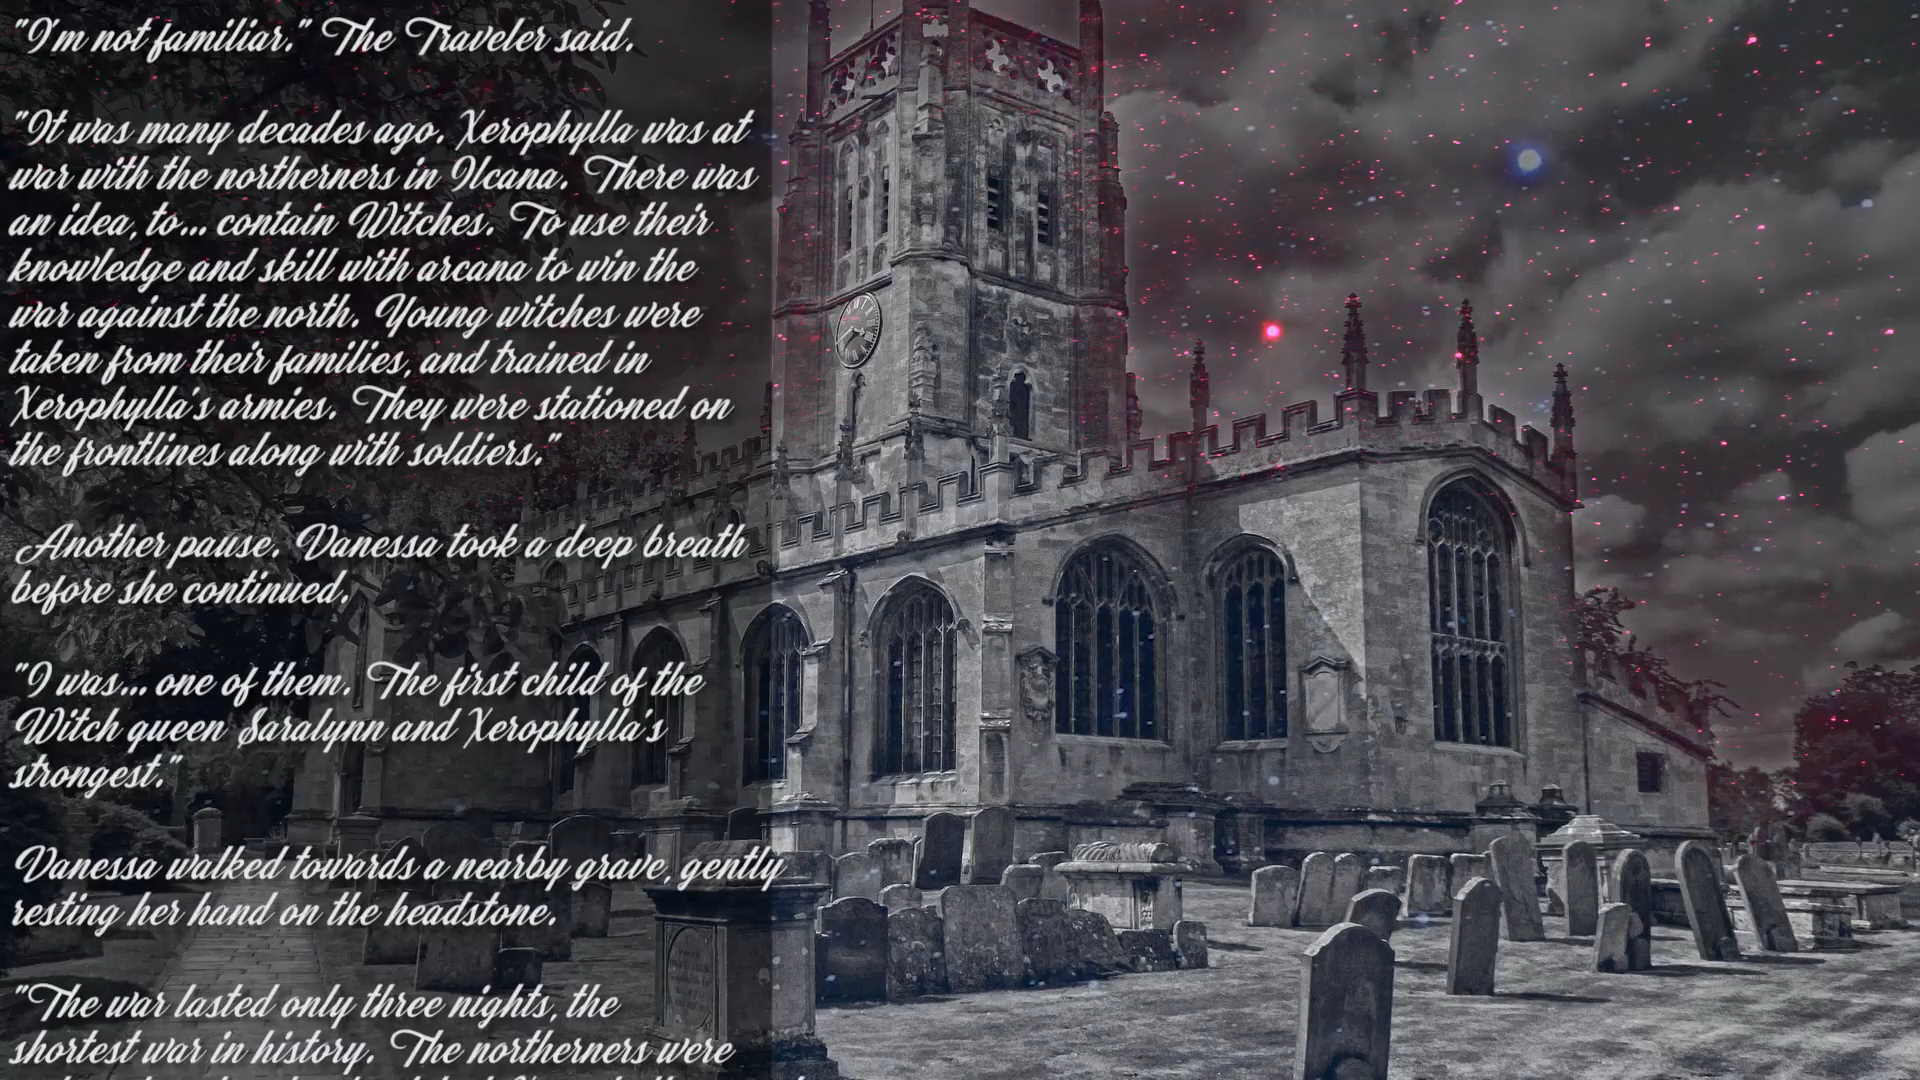 "I'm not familiar." The Traveler said.
"It was many decades ago. Xerophylla was at
war with the northerners in Ilcana. There was
an idea, to... contain Witches. To use their
knowledge and skill with arcana to win the
war against the north. Young witches were
taken from their families, and trained in
Xerophylla's armies. They were stationed on
the frontlines along with soldiers."
Another pause. Vanessa took a deep breath
before she continued.
"I was... one of them. The first child of the
Witch queen Saralynn and Xerophylla's
strongest."
Vanessa walked towards a nearby grave, gently
resting her hand on the headstone.
"The war lasted only three nights, the
shortest war in history. The northerners were